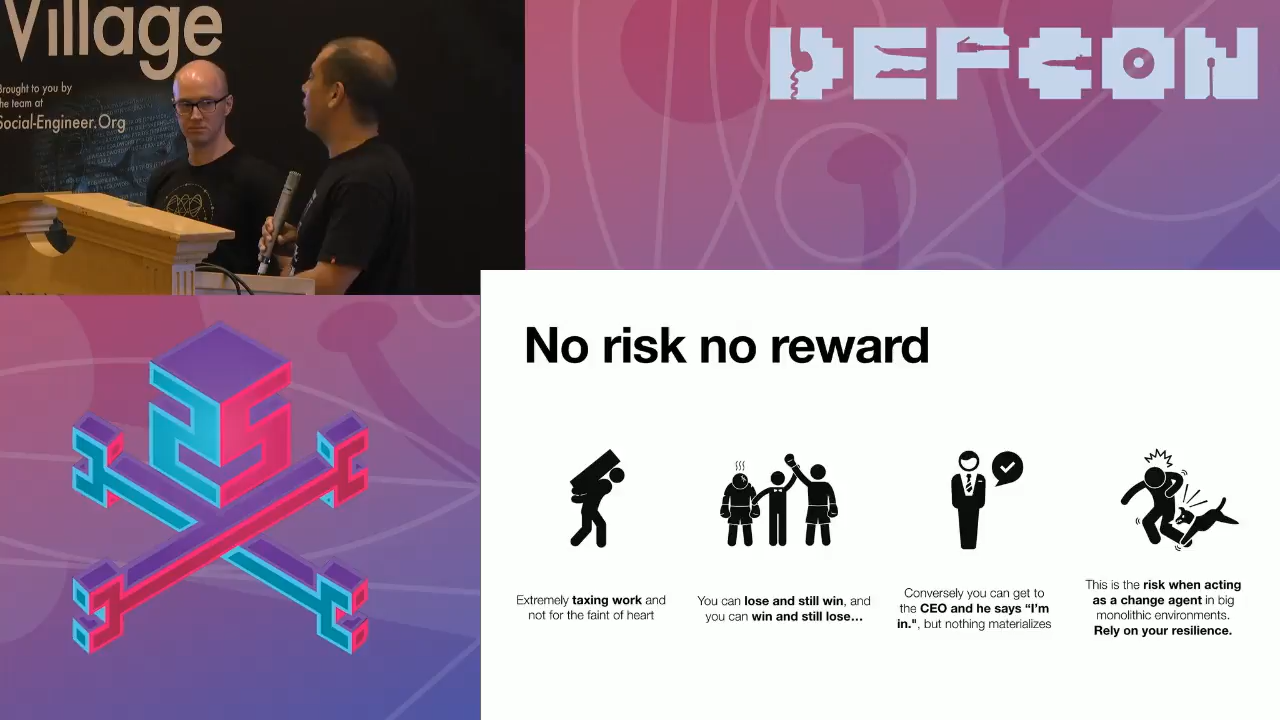 Village
Brought to you by
the team at
Social-Engineer.Org
DEFCON
25
No risk no reward
Extremely taxing work and
not for the faint of heart
You can lose and still win, and
you can win and still lose...
Conversely you can get to
the CEO and he says “I’m
in.", but nothing materializes
This is the risk when acting
as a change agent in big
monolithic environments.
Rely on your resilience.